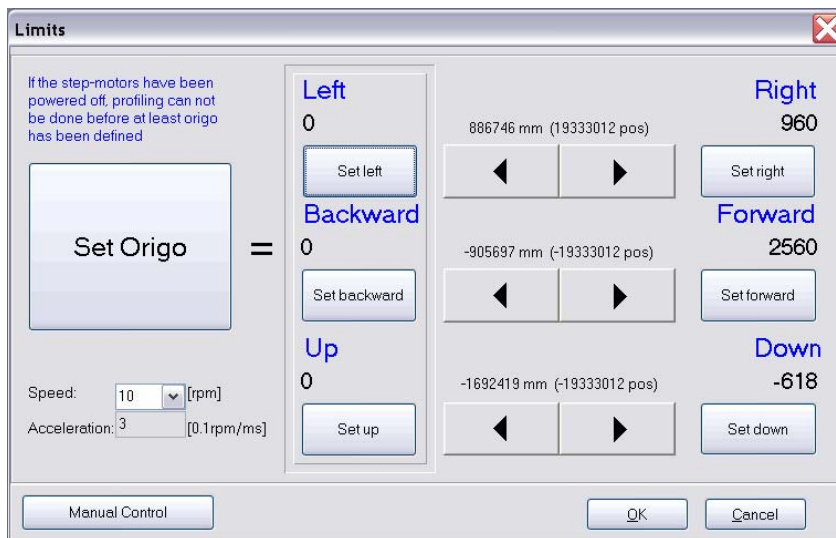 Limits
If the step-motors have been
powered off, profiling can not
be done before at least origo
has been defined
Set Origo
=
Left
0
Set left
886746 mm (19333012 pos)
Right
960
Set right
Backward
0
Set backward
-905697 mm (-19333012 pos)
Forward
2560
Set forward
Up
0
Set up
-1692419 mm (-19333012 pos)
Down
-618
Set down
Speed: 10 [rpm]
Acceleration: 3 [0.1rpm/ms]
Manual Control
OK
Cancel